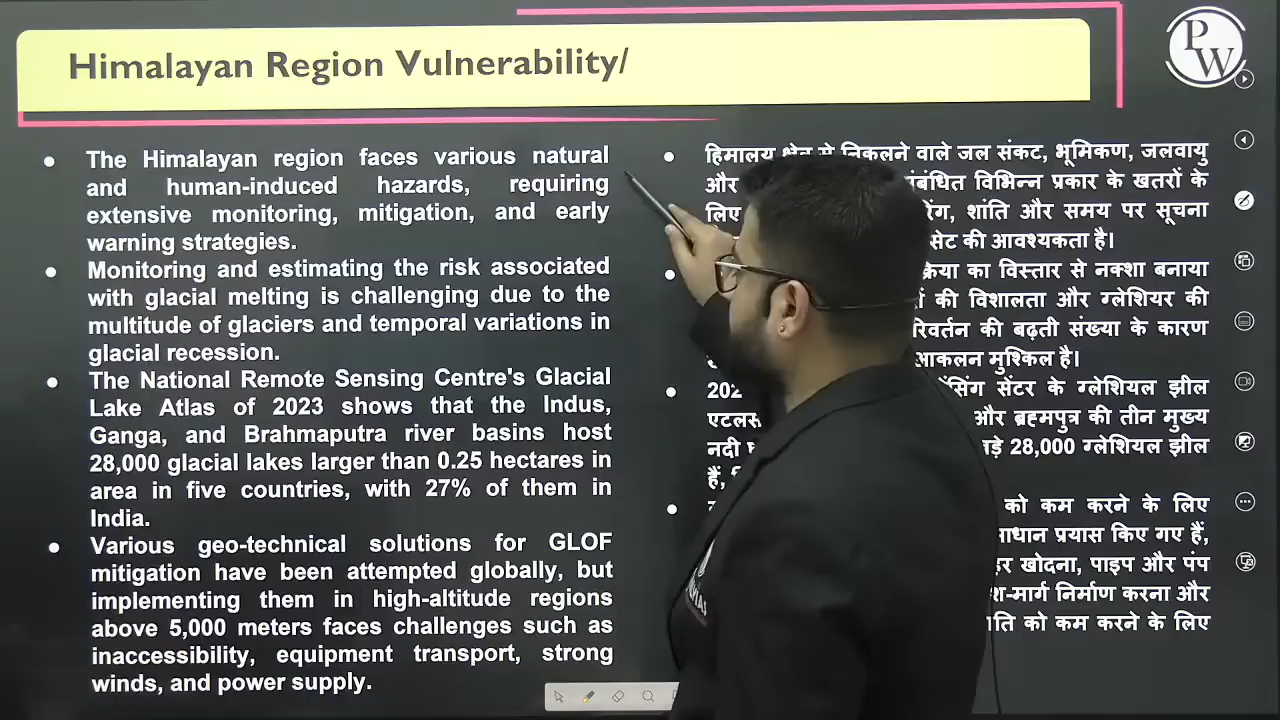 Himalayan Region Vulnerability/
PW
The Himalayan region faces various natural
and human-induced hazards, requiring
extensive monitoring, mitigation, and early
warning strategies.
Monitoring and estimating the risk associated
with glacial melting is challenging due to the
multitude of glaciers and temporal variations in
glacial recession.
The National Remote Sensing Centre's Glacial
Lake Atlas of 2023 shows that the Indus,
Ganga, and Brahmaputra river basins host
28,000 glacial lakes larger than 0.25 hectares in
area in five countries, with 27% of them in
India.
Various geo-technical solutions for GLOF
mitigation have been attempted globally, but
implementing them in high-altitude regions
above 5,000 meters faces challenges such as
inaccessibility, equipment transport, strong
winds, and power supply.
हिमालय क्षेत्र से निकलने वाले जल संकट, भूमिकण, जलवायु
और विभिन्न प्रकार के खतरों के
लिए शांति और समय पर सूचना
सेट की आवश्यकता है।
का विस्तार से नक्शा बनाया
की विशालता और ग्लेशियर की
की बढ़ती संख्या के कारण
आकलन मुश्किल है।
सेंटर के ग्लेशियल झील
और ब्रह्मपुत्र की तीन मुख्य
नदी 28,000 ग्लेशियल झील
हैं,
को कम करने के लिए
प्रयास किए गए हैं,
खोदना, पाइप और पंप
निर्माण करना और
को कम करने के लिए